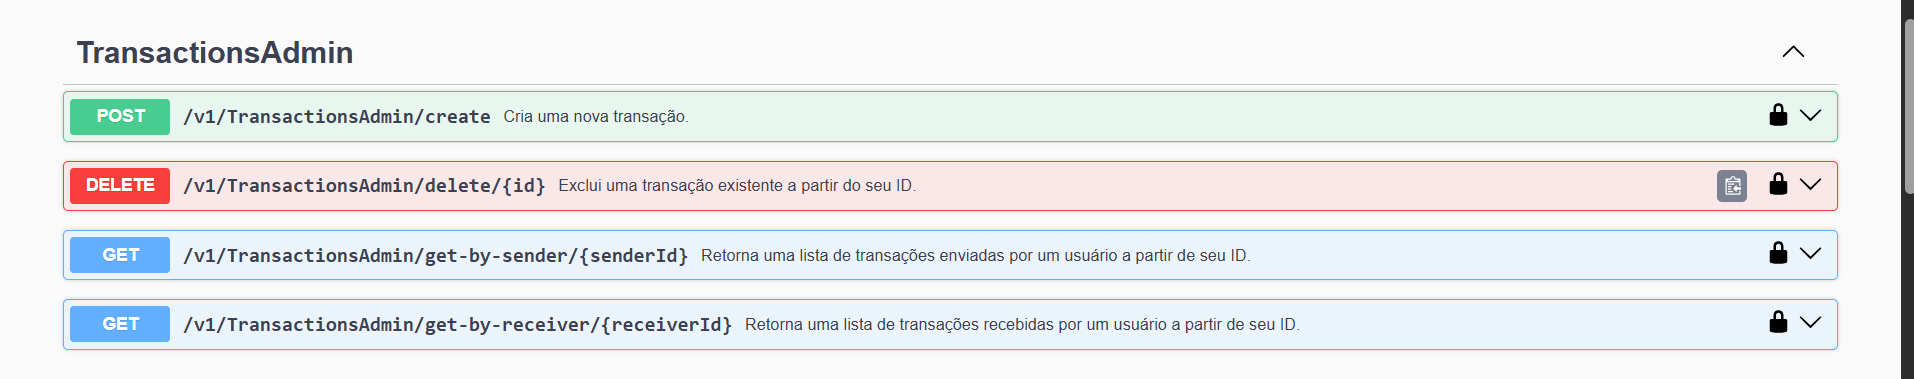 TransactionsAdmin
POST /v1/TransactionsAdmin/create Cria uma nova transação.
DELETE /v1/TransactionsAdmin/delete/{id} Exclui uma transação existente a partir do seu ID.
GET /v1/TransactionsAdmin/get-by-sender/{senderId} Retorna uma lista de transações enviadas por um usuário a partir de seu ID.
GET /v1/TransactionsAdmin/get-by-receiver/{receiverId} Retorna uma lista de transações recebidas por um usuário a partir de seu ID.